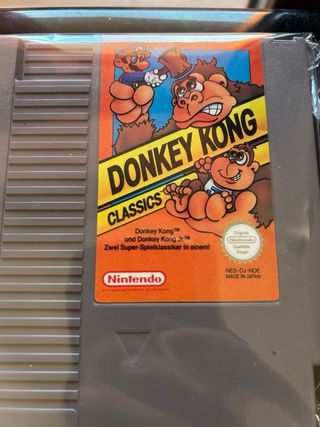 DONKEY KONG
CLASSICS
Donkey Kong™
und Donkey Kong Jr.™
Zwei Super-Spielklassiker in einem!
Original
Nintendo
Qualitäts
Siegel
Nintendo
NES-DJ-NOE
MADE IN JAPAN